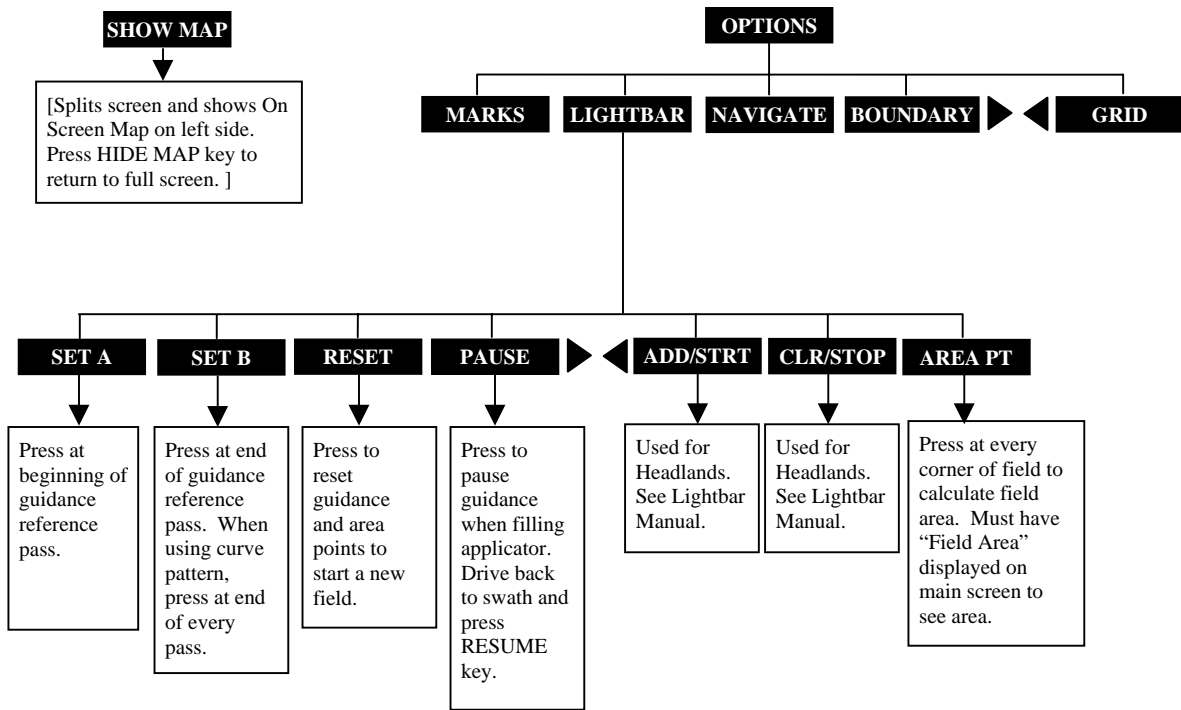 SHOW MAP
[Splits screen and shows On
Screen Map on left side.
Press HIDE MAP key to
return to full screen. ]
OPTIONS
MARKS
LIGHTBAR
NAVIGATE
BOUNDARY
GRID
SET A
SET B
RESET
PAUSE
ADD/STRT
CLR/STOP
AREA PT
Press at
beginning of
guidance
reference
pass.
Press at end
of guidance
reference
pass.  When
using curve
pattern,
press at end
of every
pass.
Press to
reset
guidance
and area
points to
start a new
field.
Press to
pause
guidance
when filling
applicator.
Drive back
to swath and
press
RESUME
key.
Used for
Headlands.
See Lightbar
Manual.
Used for
Headlands.
See Lightbar
Manual.
Press at every
corner of field to
calculate field
area.  Must have
“Field Area”
displayed on
main screen to
see area.